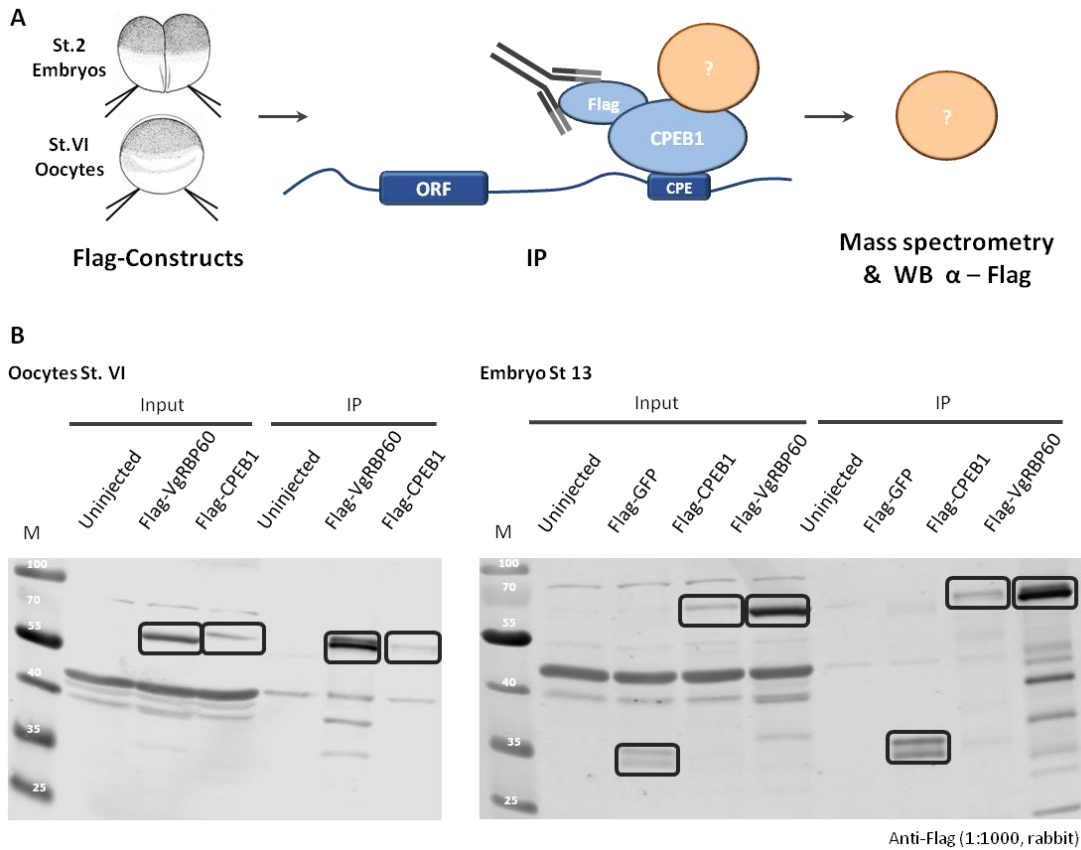 A
St.2
Embryos
St.VI
Oocytes
Flag-Constructs
?
Flag
CPEB1
ORF
CPE
IP
?
Mass spectrometry
& WB α – Flag
B
Oocytes St. VI
Input
IP
M
Uninjected
Flag-VgRBP60
Flag-CPEB1
Uninjected
Flag-VgRBP60
Flag-CPEB1
100
70
55
40
35
25
Embryo St 13
Input
IP
M
Uninjected
Flag-GFP
Flag-CPEB1
Flag-VgRBP60
Uninjected
Flag-GFP
Flag-CPEB1
Flag-VgRBP60
100
70
55
40
35
25
Anti-Flag (1:1000, rabbit)